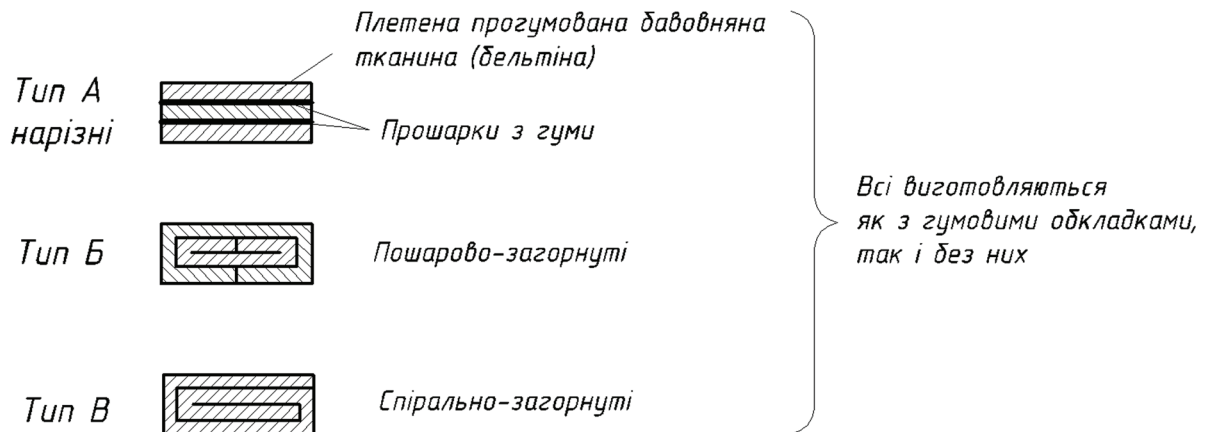 Плетена прогумована бавовняна
тканина (бельтіна)
Тип А
нарізні
Прошарки з гуми
Всі виготовляються
як з гумовими обкладками,
так і без них
Тип Б
Пошарово-загорнуті
Тип В
Спірально-загорнуті